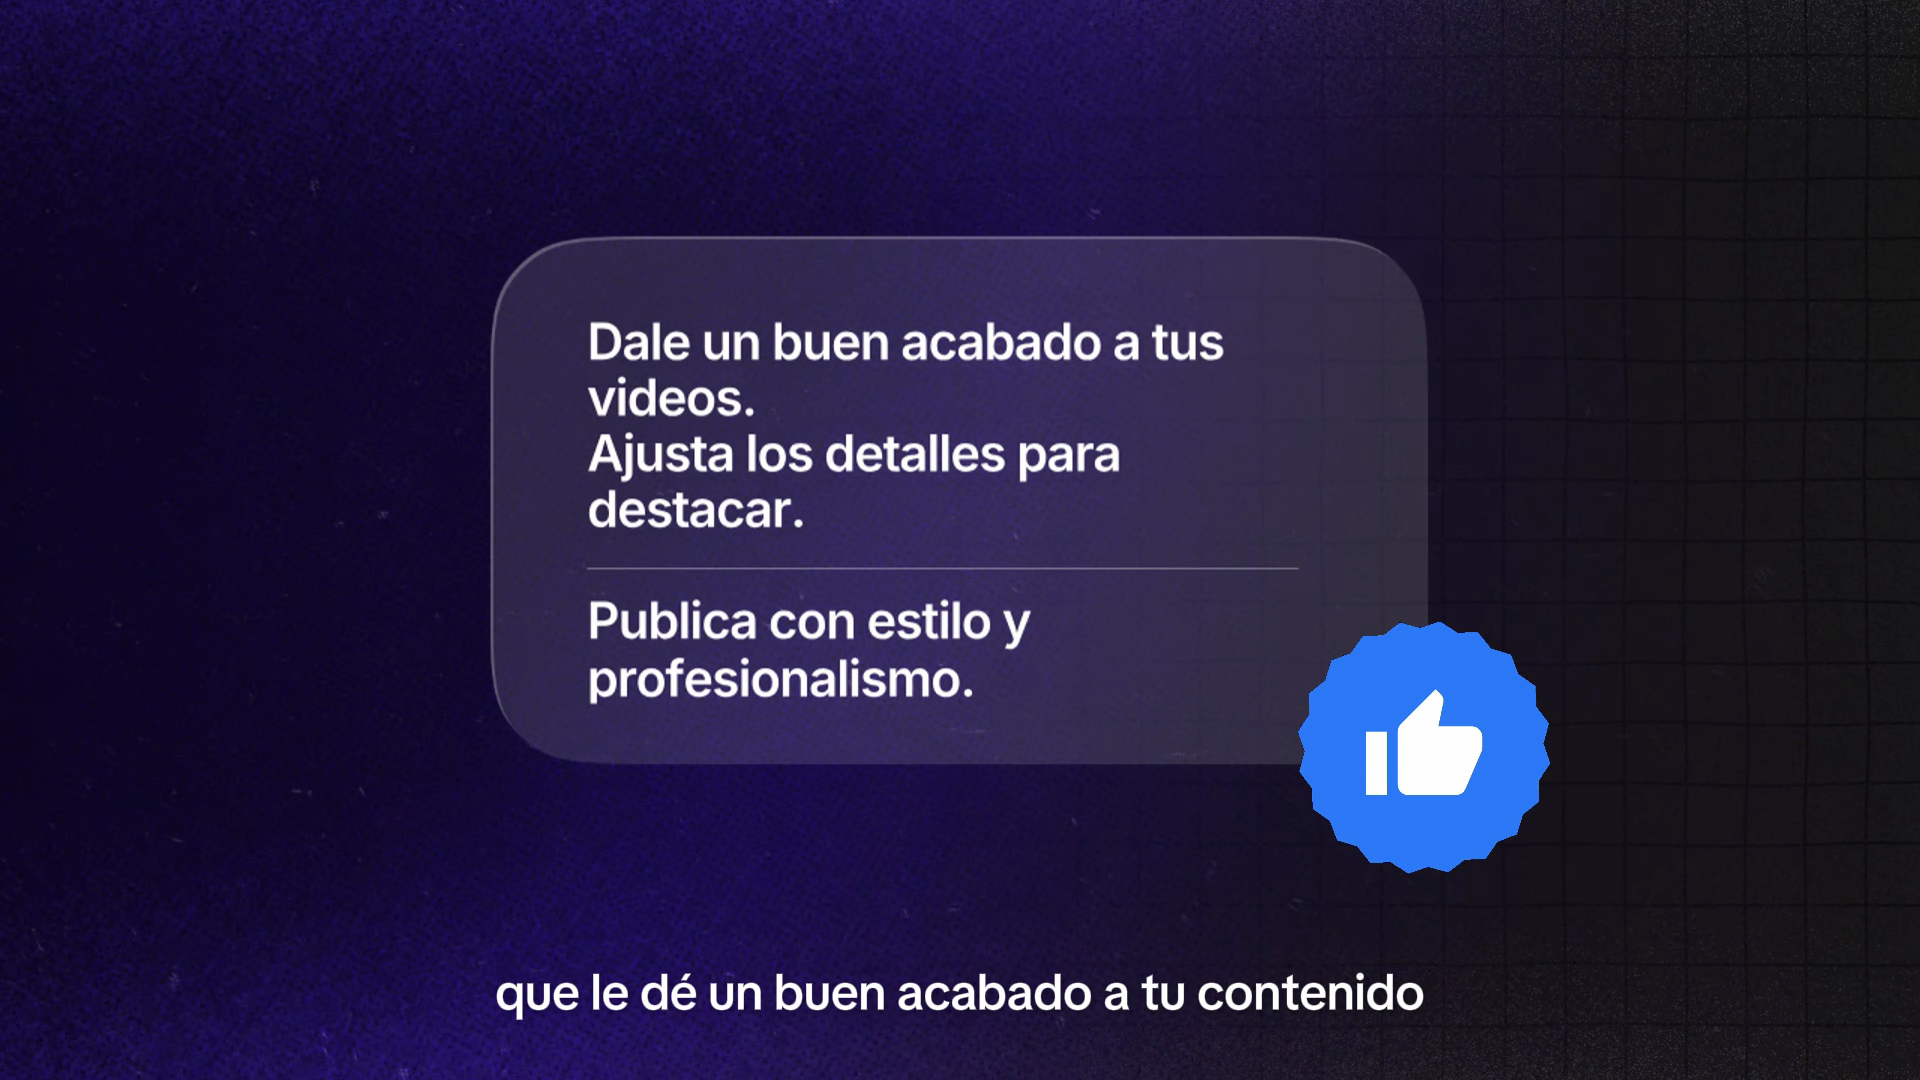 Dale un buen acabado a tus
videos.
Ajusta los detalles para
destacar.
Publica con estilo y
profesionalismo.
que le dé un buen acabado a tu contenido